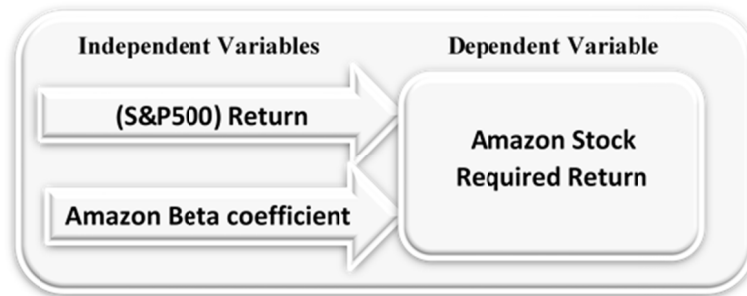 Independent Variables
Dependent Variable
(S&P500) Return
Amazon Beta coefficient
Amazon Stock
Required Return